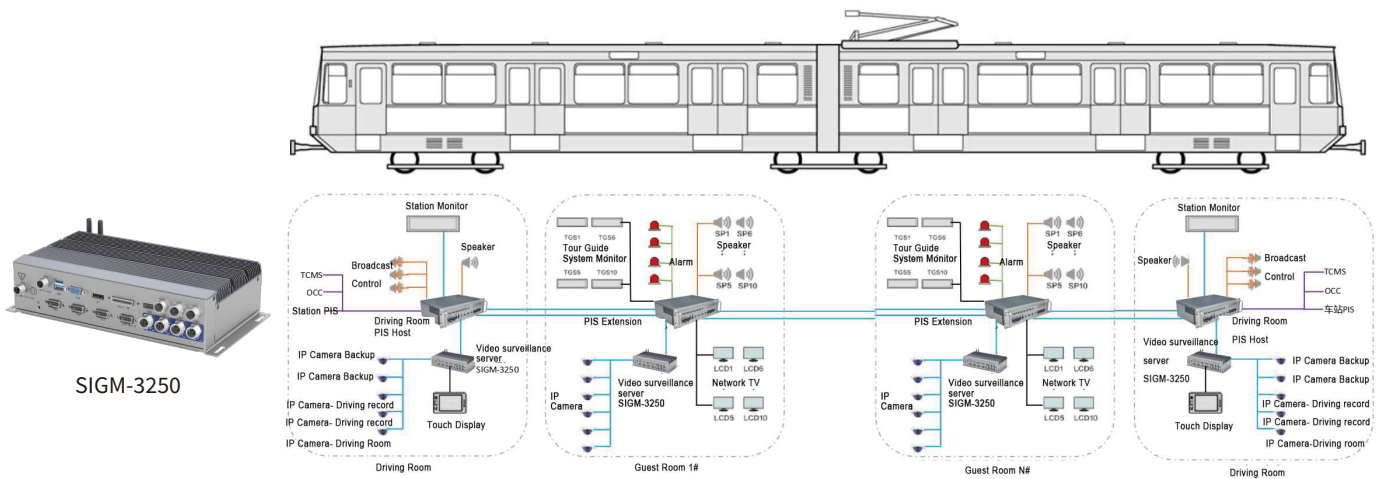 SIGM-3250
Station Monitor
Speaker
Broadcast
Control
TCMS
OCC
Station PIS
Driving Room
PIS Host
Video surveillance
server
SIGM-3250
IP Camera Backup
IP Camera Backup
IP Camera- Driving record
IP Camera- Driving record
IP Camera- Driving Room
Touch Display
Driving Room
TGS1
TGS6
Tour Guide
System Monitor
TGS5
TGS10
Alarm
SP1
SP6
Speaker
SP5
SP10
PIS Extension
IP
Camera
Video surveillance
server
SIGM-3250
LCD1
LCD6
Network TV
LCD5
LCD10
Guest Room 1#
TGS1
TGS6
Tour Guide
System Monitor
TGS5
TGS10
Alarm
SP1
SP6
Speaker
SP5
SP10
PIS Extension
IP
Camera
Video surveillance
server
SIGM-3250
LCD1
LCD6
Network TV
LCD5
LCD10
Guest Room N#
Station Monitor
Speaker
Broadcast
Control
TCMS
OCC
车站PIS
Driving Room
PIS Host
Video surveillance
server
SIGM-3250
IP Camera Backup
IP Camera Backup
IP Camera- Driving record
IP Camera- Driving record
IP Camera-Driving room
Touch Display
Driving Room